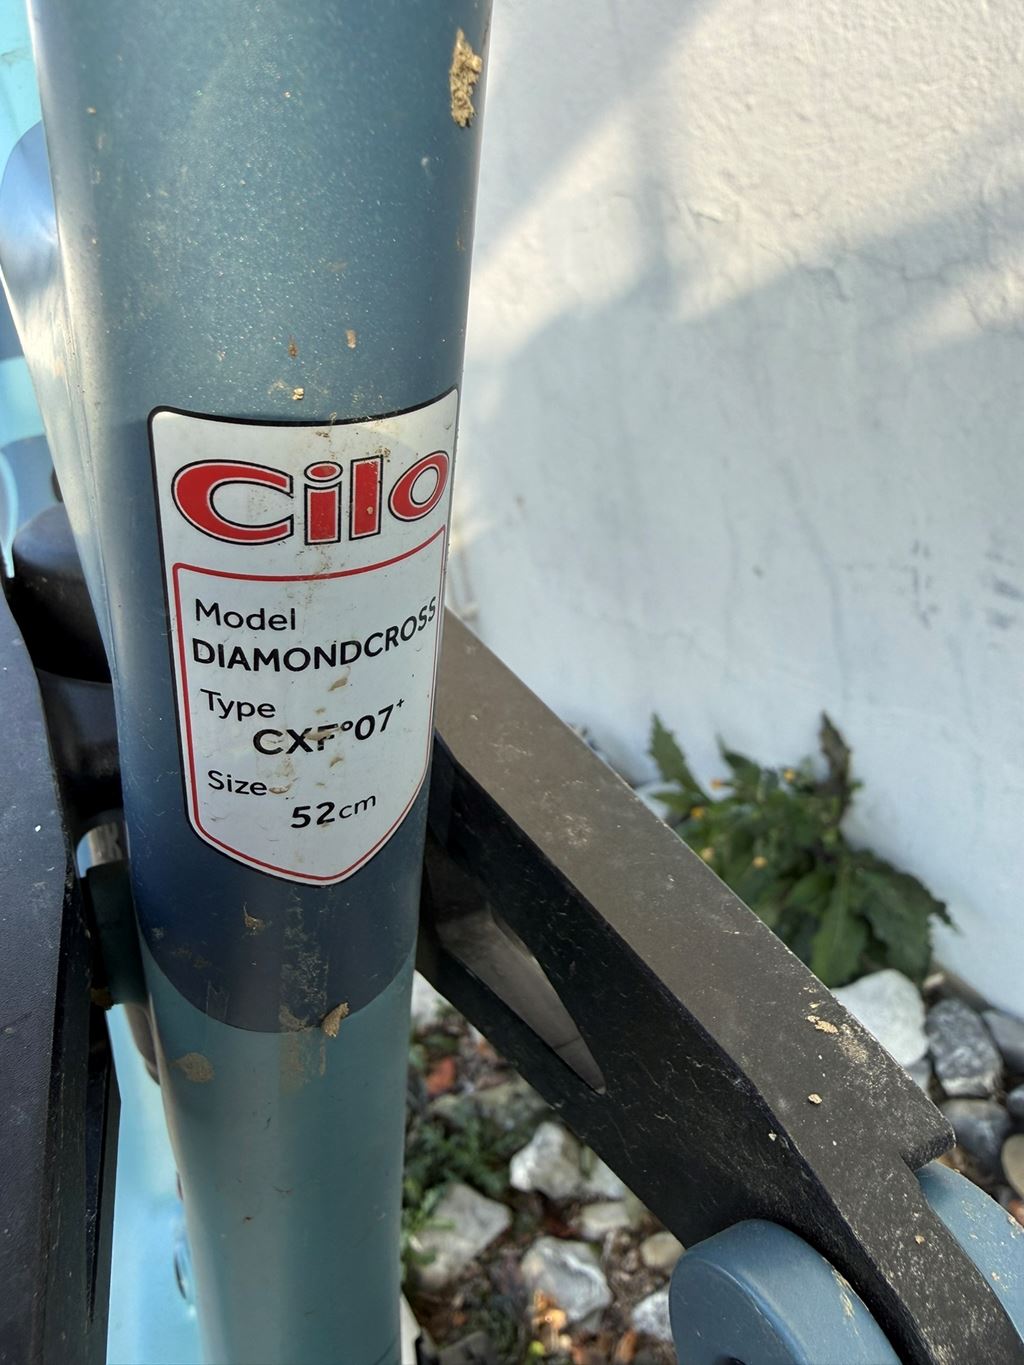 Cilo
Model
DIAMONDCROSS
Type
CXF°07⁺
Size
52cm